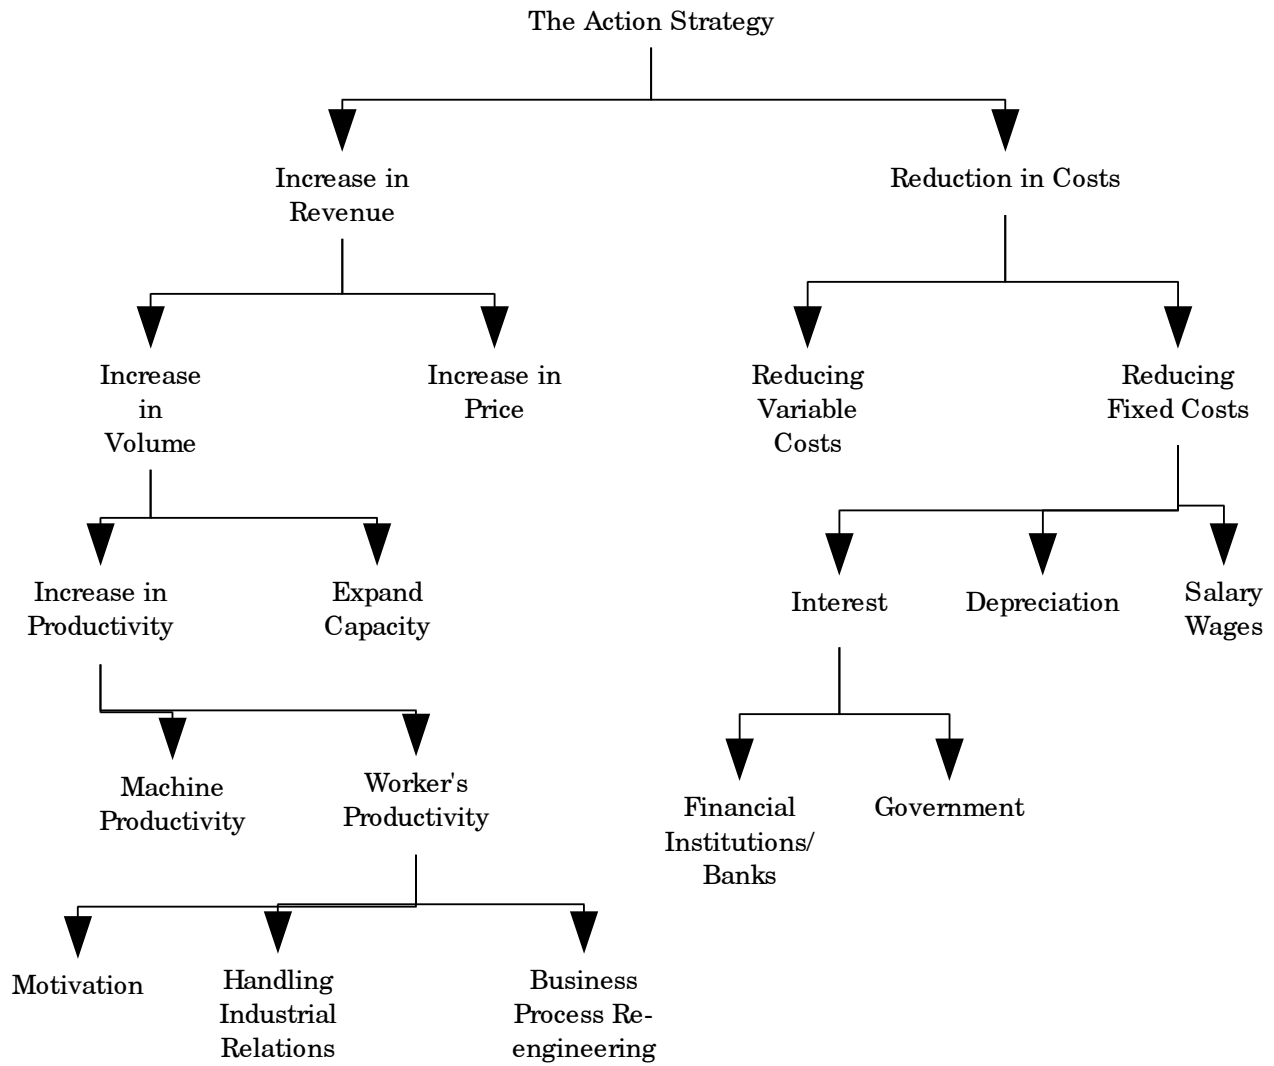 The Action Strategy
Increase in
Revenue
Reduction in Costs
Increase
in
Volume
Increase in
Price
Reducing
Variable
Costs
Reducing
Fixed Costs
Increase in
Productivity
Expand
Capacity
Interest
Depreciation
Salary
Wages
Machine
Productivity
Worker's
Productivity
Financial
Institutions/
Banks
Government
Motivation
Handling
Industrial
Relations
Business
Process Re-
engineering